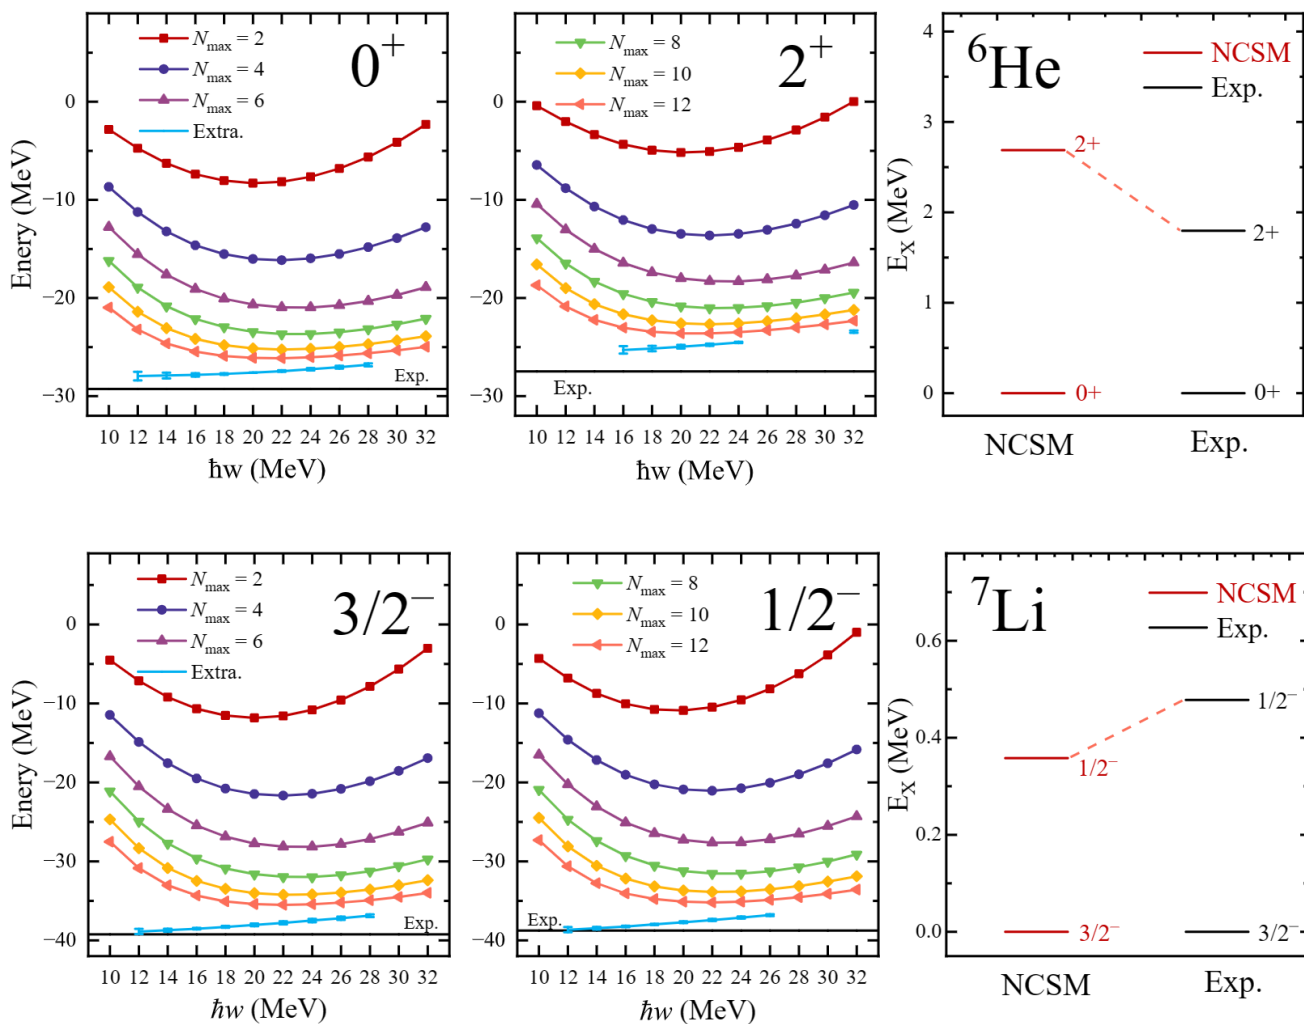 N_max = 2
N_max = 4
N_max = 6
Extra.
0⁺
Enery (MeV)
0
−10
−20
−30
Exp.
10 12 14 16 18 20 22 24 26 28 30 32
ħw (MeV)
N_max = 8
N_max = 10
N_max = 12
2⁺
0
−10
−20
−30
Exp.
10 12 14 16 18 20 22 24 26 28 30 32
ħw (MeV)
⁶He
NCSM
Exp.
E_X (MeV)
4
3
2
1
0
2+
2+
0+
0+
NCSM
Exp.
N_max = 2
N_max = 4
N_max = 6
Extra.
3/2⁻
Enery (MeV)
0
−10
−20
−30
−40
Exp.
10 12 14 16 18 20 22 24 26 28 30 32
ħw (MeV)
N_max = 8
N_max = 10
N_max = 12
1/2⁻
0
−10
−20
−30
−40
Exp.
10 12 14 16 18 20 22 24 26 28 30 32
ħw (MeV)
⁷Li
NCSM
Exp.
E_X (MeV)
0.6
0.4
0.2
0.0
1/2⁻
1/2⁻
3/2⁻
3/2⁻
NCSM
Exp.